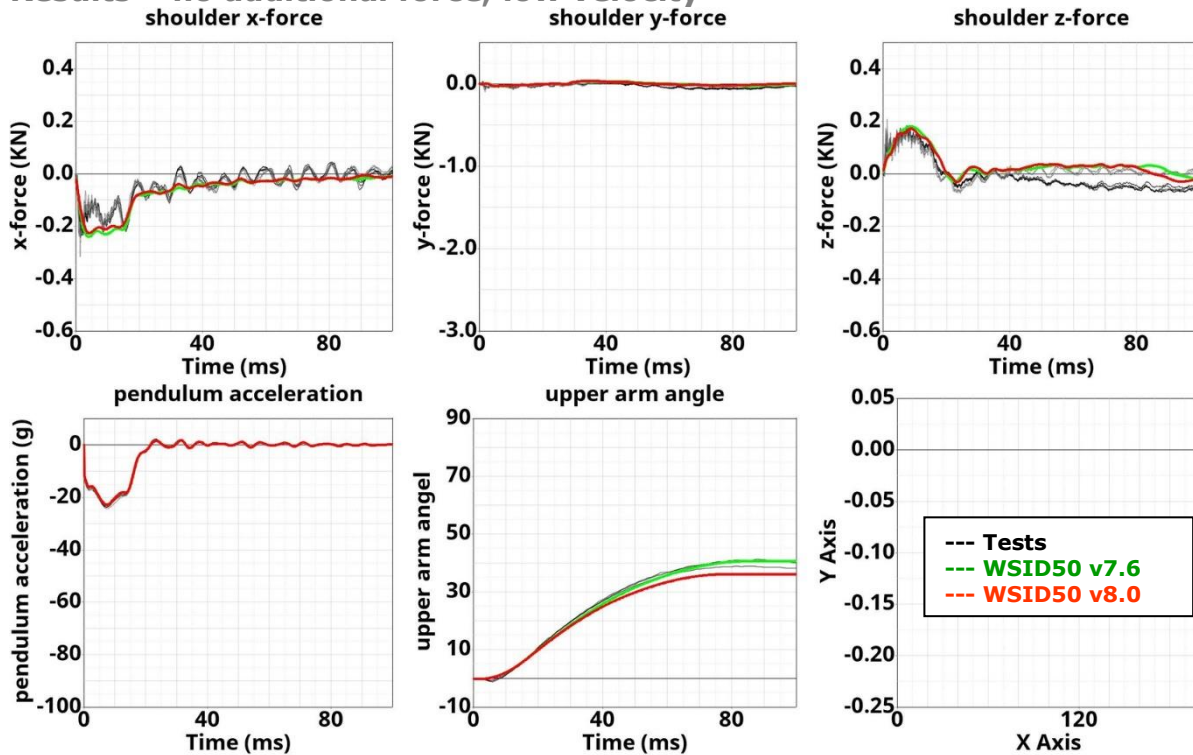 Results – no additional force, low velocity
shoulder x-force
shoulder y-force
shoulder z-force
x-force (KN)
0.4
0.2
0.0
-0.2
-0.4
-0.6
0
40
80
Time (ms)
y-force (KN)
0.0
-1.0
-2.0
-3.0
0
40
80
Time (ms)
z-force (KN)
0.4
0.2
0.0
-0.2
-0.4
-0.6
0
40
80
Time (ms)
pendulum acceleration
upper arm angle
pendulum acceleration (g)
0
-20
-40
-60
-80
-100
0
40
80
Time (ms)
upper arm angel
90
70
50
30
10
-10
0
40
80
Time (ms)
Y Axis
0.05
0.00
-0.05
-0.10
-0.15
-0.20
-0.25
0
120
X Axis
--- Tests
--- WSID50 v7.6
--- WSID50 v8.0